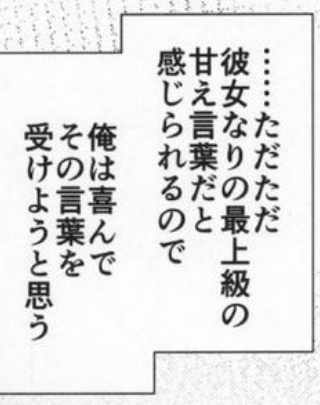 ……ただただ
彼女なりの最上級の
甘え言葉だと
感じられるので
俺は喜んで
その言葉を
受けようと思う